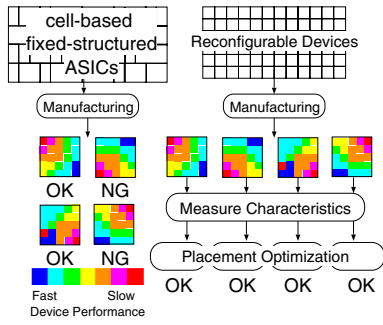 cell-based
fixed-structured
ASICs
Reconfigurable Devices
Manufacturing
Manufacturing
OK NG
OK NG
Measure Characteristics
Placement Optimization
OK OK OK OK
Fast Slow
Device Performance